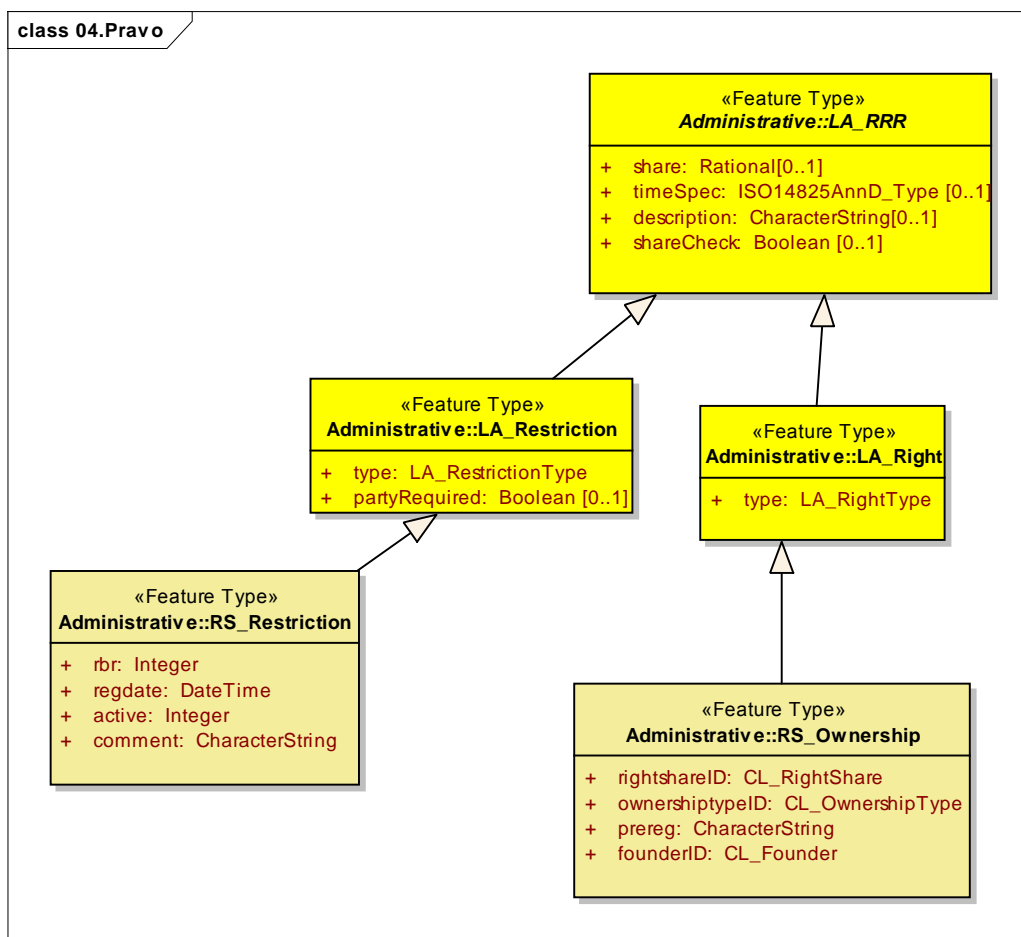 class 04.Pravo
«Feature Type»
Administrative::LA_RRR
+ share: Rational[0..1]
+ timeSpec: ISO14825AnnD_Type [0..1]
+ description: CharacterString[0..1]
+ shareCheck: Boolean [0..1]
«Feature Type»
Administrative::LA_Restriction
+ type: LA_RestrictionType
+ partyRequired: Boolean [0..1]
«Feature Type»
Administrative::LA_Right
+ type: LA_RightType
«Feature Type»
Administrative::RS_Restriction
+ rbr: Integer
+ regdate: DateTime
+ active: Integer
+ comment: CharacterString
«Feature Type»
Administrative::RS_Ownership
+ rightshareID: CL_RightShare
+ ownershiptypeID: CL_OwnershipType
+ prereg: CharacterString
+ founderID: CL_Founder